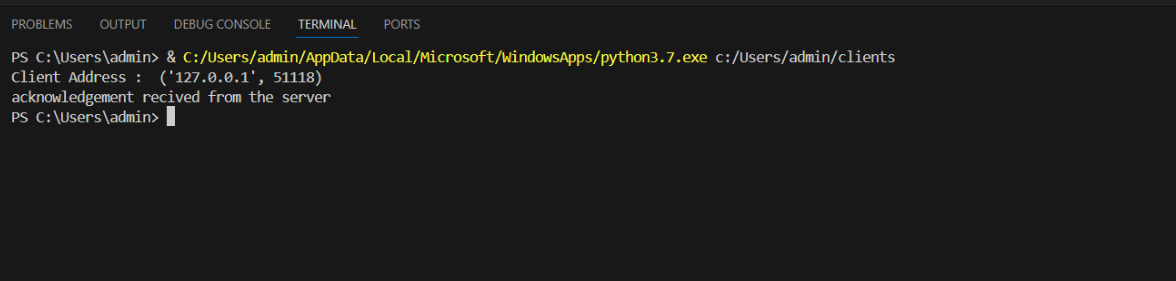 PROBLEMS OUTPUT DEBUG CONSOLE TERMINAL PORTS
PS C:\Users\admin> & C:/Users/admin/AppData/Local/Microsoft/WindowsApps/python3.7.exe c:/Users/admin/clients
Client Address :  ('127.0.0.1', 51118)
acknowledgement recived from the server
PS C:\Users\admin>